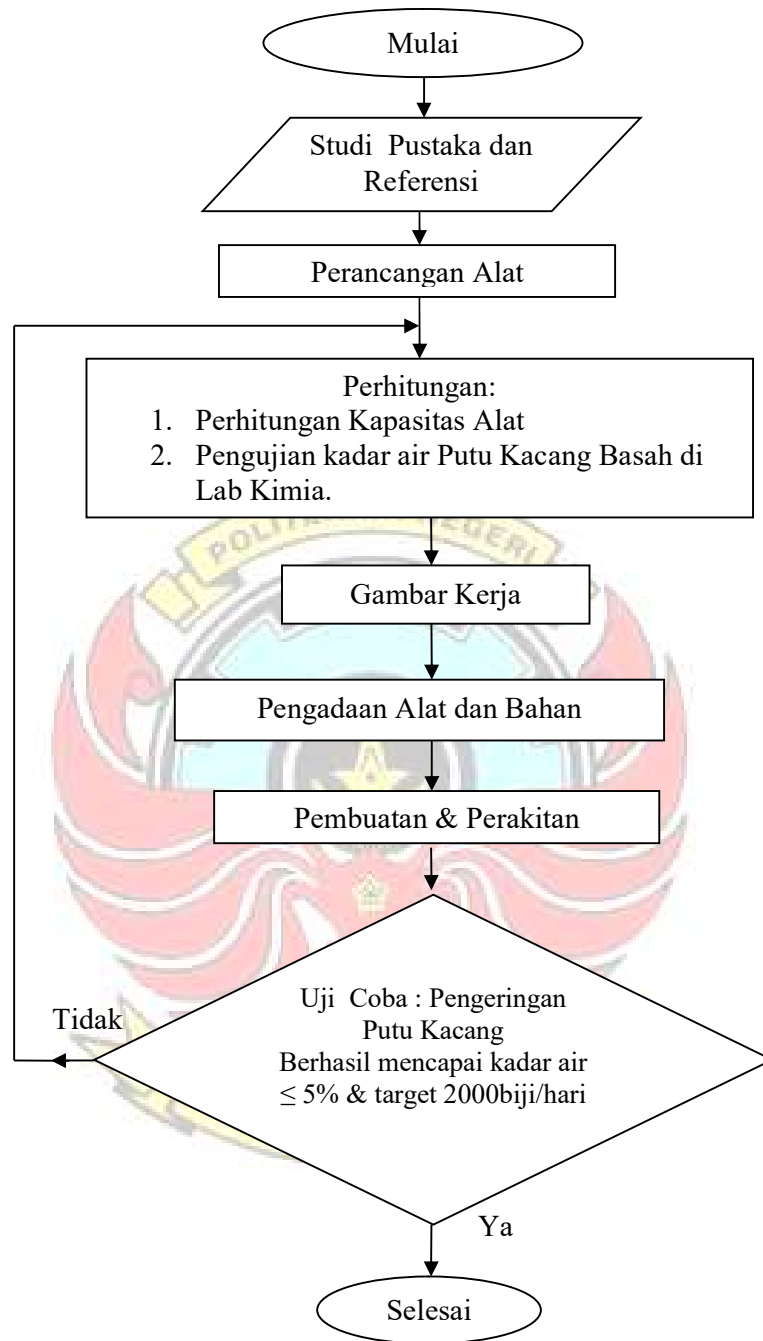 Mulai
Studi Pustaka dan
Referensi
Perancangan Alat
Perhitungan:
1. Perhitungan Kapasitas Alat
2. Pengujian kadar air Putu Kacang Basah di
Lab Kimia.
Gambar Kerja
Pengadaan Alat dan Bahan
Pembuatan & Perakitan
Uji Coba : Pengeringan
Putu Kacang
Berhasil mencapai kadar air
≤ 5% & target 2000biji/hari
Tidak
Ya
Selesai